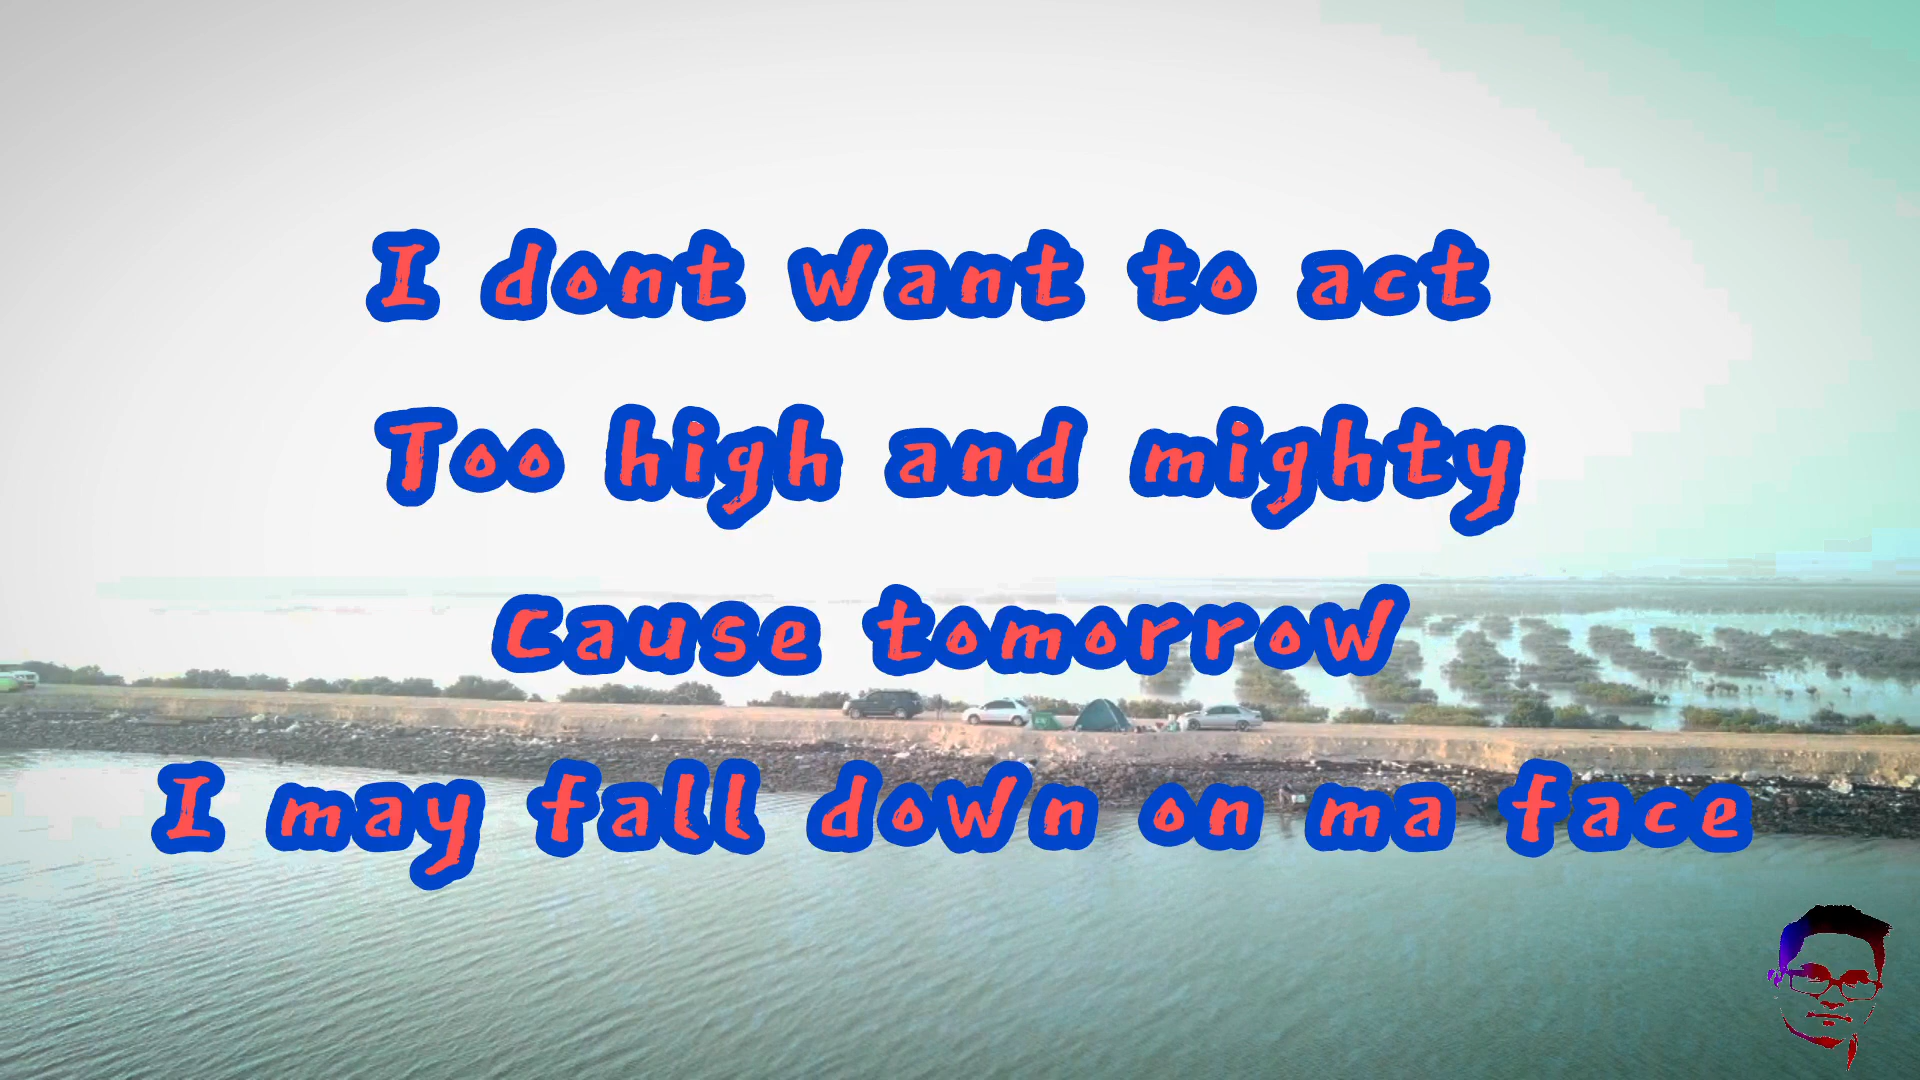 I dont want to act
Too high and mighty
Cause tomorrow
I may fall down on ma face